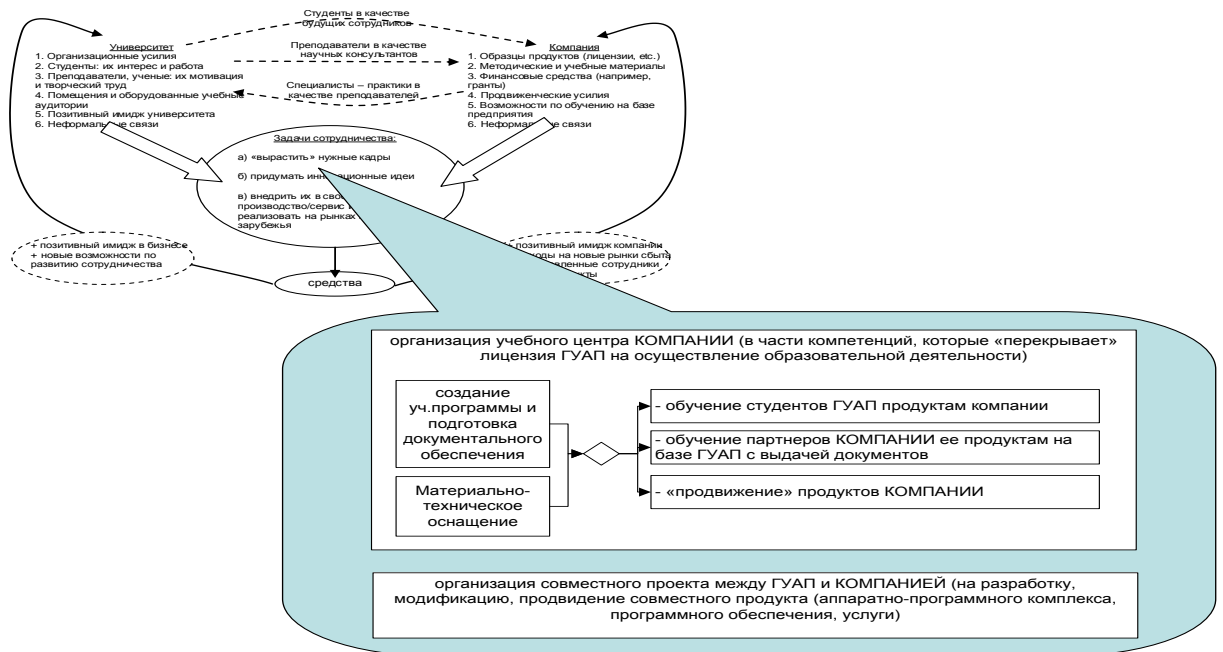 Студенты в качестве
будущих сотрудников
Университет
1. Организационные усилия
2. Студенты: их интерес и работа
3. Преподаватели, ученые: их мотивация
и творческий труд
4. Помещения и оборудованные учебные
аудитории
5. Позитивный имидж университета
6. Неформальные связи
Преподаватели в качестве
научных консультантов
Специалисты – практики в
качестве преподавателей
Компания
1. Образцы продуктов (лицензии, etc.)
2. Методические и учебные материалы
3. Финансовые средства (например,
гранты)
4. Продвиженческие усилия
5. Возможности по обучению на базе
предприятия
6. Неформальные связи
Задачи сотрудничества:
а) «вырастить» нужные кадры
б) придумать инновационные идеи
в) внедрить их в
производство/сервис
реализовать на рынках
зарубежья
+ позитивный имидж в бизнесе
+ новые возможности по
развитию сотрудничества
позитивный имидж компании
на новые рынки сбыта
сотрудники
средства
организация учебного центра КОМПАНИИ (в части компетенций, которые «перекрывает»
лицензия ГУАП на осуществление образовательной деятельности)
создание
уч.программы и
подготовка
документального
обеспечения
Материально-
техническое
оснащение
- обучение студентов ГУАП продуктам компании
- обучение партнеров КОМПАНИИ ее продуктам на
базе ГУАП с выдачей документов
- «продвижение» продуктов КОМПАНИИ
организация совместного проекта между ГУАП и КОМПАНИЕЙ (на разработку,
модификацию, продвидение совместного продукта (аппаратно-программного комплекса,
программного обеспечения, услуги)